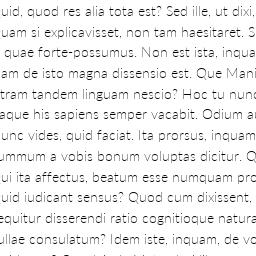 uid, quod res alia tota est? Sed ille, ut dixi,
uam si explicavisset, non tam haesitaret. S
quae forte-possumus. Non est ista, inqua
am de isto magna dissensio est. Que Mani
tram tandem linguam nescio? Hoc tu nunc
aque his sapiens semper vacabit. Odium au
unc vides, quid faciat. Ita prorsus, inquam
ummum a vobis bonum voluptas dicitur. Q
ui ita affectus, beatum esse numquam pro
uid iudicant sensus? Quod cum dixissent,
equitur disserendi ratio cognitioque natura
ullae consulatum? Idem iste, inquam, de vo